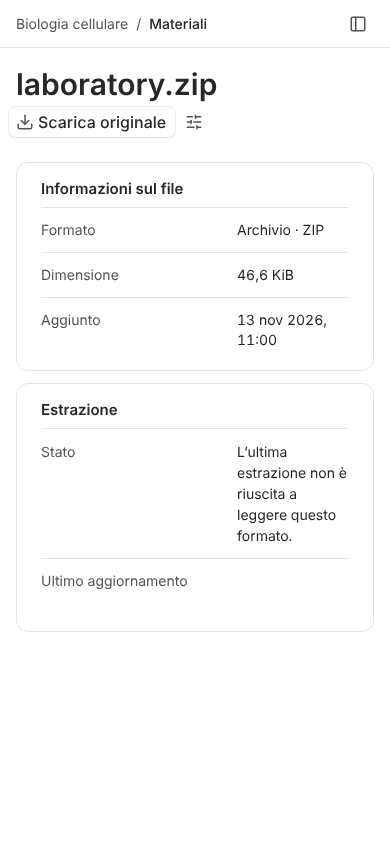 Biologia cellulare / Materiali
laboratory.zip
Scarica originale
Informazioni sul file
Formato Archivio · ZIP
Dimensione 46,6 KiB
Aggiunto 13 nov 2026,
11:00
Estrazione
Stato L'ultima
estrazione non è
riuscita a
leggere questo
formato.
Ultimo aggiornamento